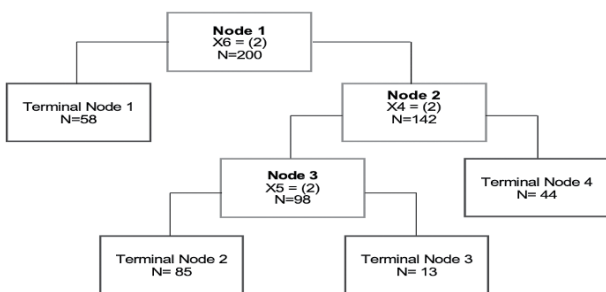 Node 1
X6 = (2)
N=200
Terminal Node 1
N=58
Node 2
X4 = (2)
N=142
Node 3
X5 = (2)
N=98
Terminal Node 4
N= 44
Terminal Node 2
N= 85
Terminal Node 3
N= 13